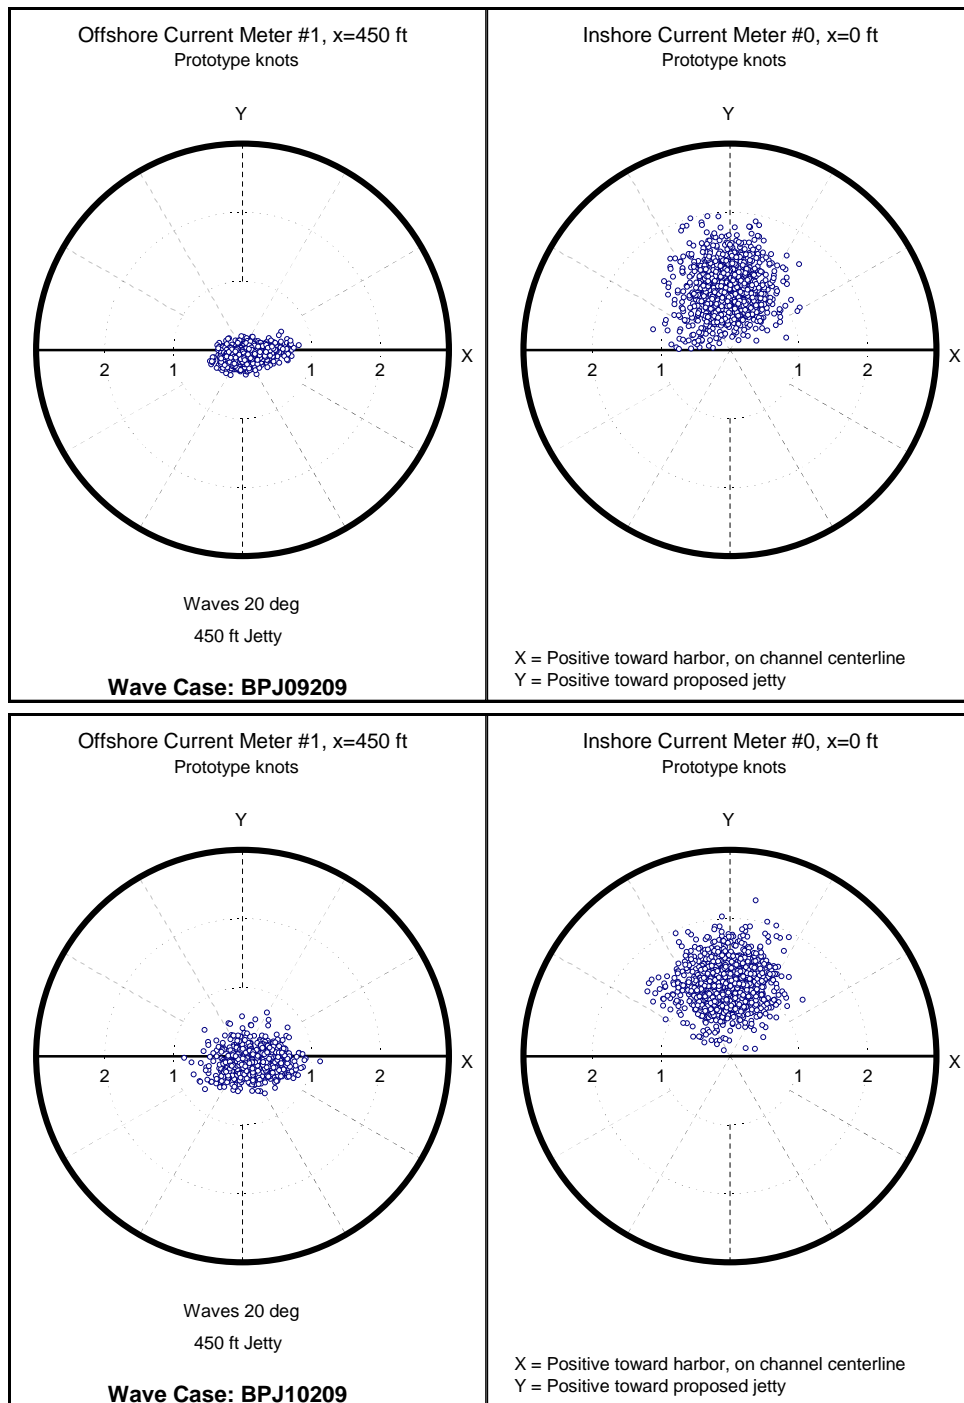 Offshore Current Meter #1, x=450 ft
Prototype knots
Y
X
2 1 1 2
Waves 20 deg
450 ft Jetty
Wave Case: BPJ09209
Inshore Current Meter #0, x=0 ft
Prototype knots
Y
X
2 1 1 2
X = Positive toward harbor, on channel centerline
Y = Positive toward proposed jetty
Offshore Current Meter #1, x=450 ft
Prototype knots
Y
X
2 1 1 2
Waves 20 deg
450 ft Jetty
Wave Case: BPJ10209
Inshore Current Meter #0, x=0 ft
Prototype knots
Y
X
2 1 1 2
X = Positive toward harbor, on channel centerline
Y = Positive toward proposed jetty